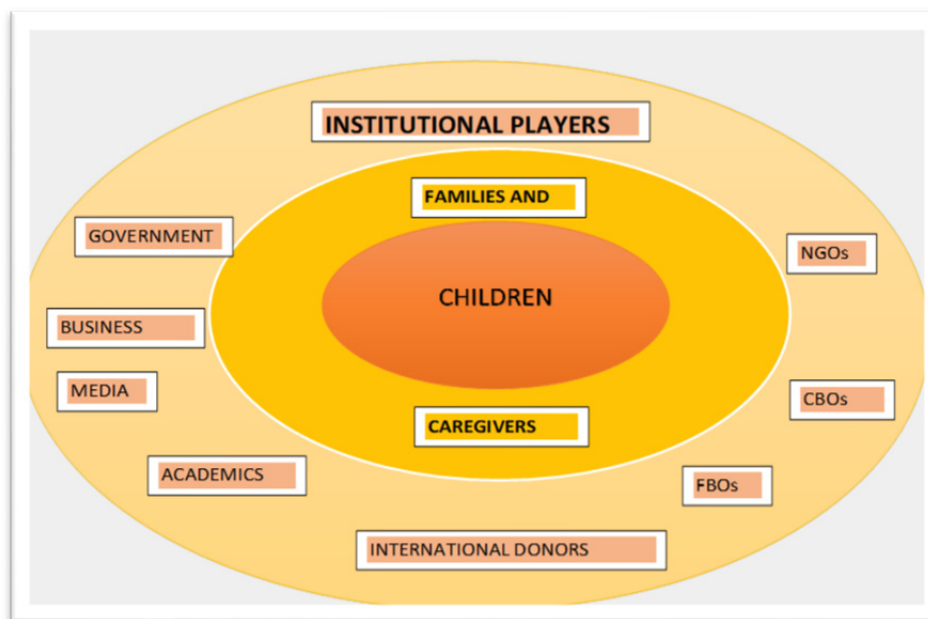 INSTITUTIONAL PLAYERS
FAMILIES AND
GOVERNMENT
NGOs
CHILDREN
BUSINESS
MEDIA
CBOs
CAREGIVERS
ACADEMICS
FBOs
INTERNATIONAL DONORS